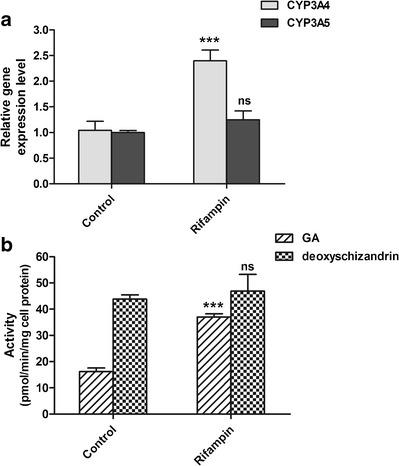 a
CYP3A4
CYP3A5
Relative gene
expression level
3.0
2.5
2.0
1.5
1.0
0.5
0.0
***
ns
Control
Rifampin
b
GA
deoxyschizandrin
Activity
(pmol/min/mg cell protein)
60
50
40
30
20
10
0
***
ns
Control
Rifampin